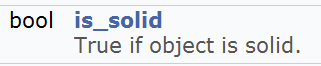 bool is_solid
True if object is solid.